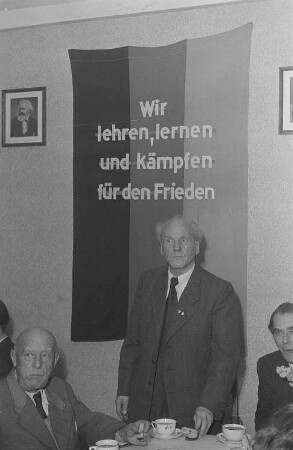 Wir
lehren, lernen
und kämpfen
für den Frieden